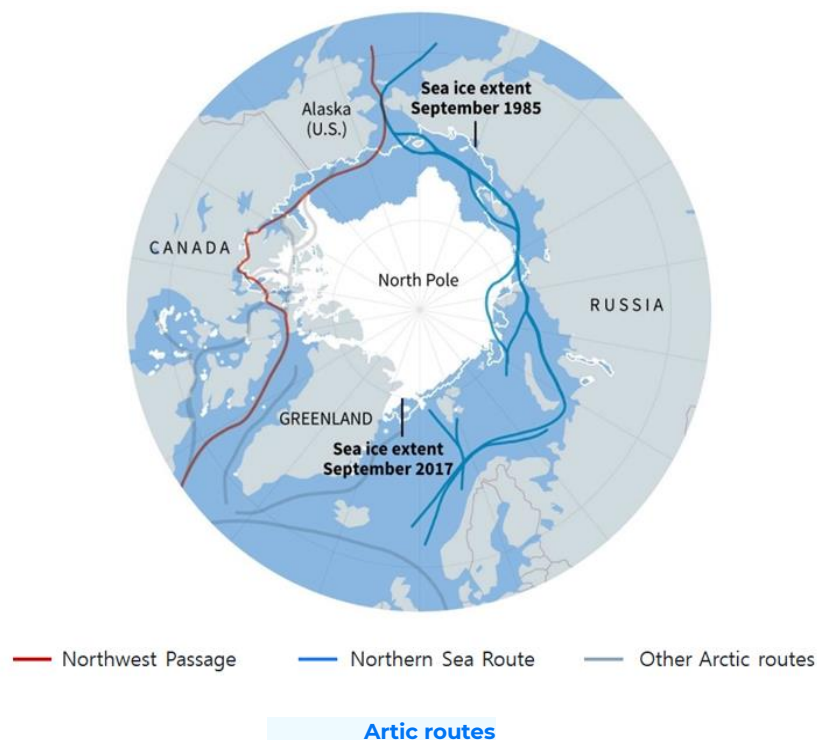 Sea ice extent
September 1985
Alaska
(U.S.)
CANADA
North Pole
RUSSIA
GREENLAND
Sea ice extent
September 2017
Northwest Passage
Northern Sea Route
Other Arctic routes
Artic routes